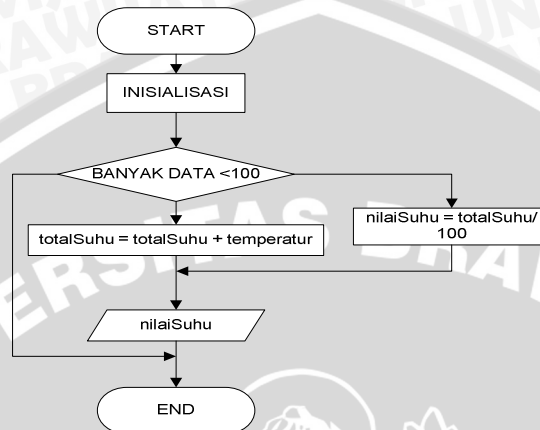 START
INISIALISASI
BANYAK DATA <100
totalSuhu = totalSuhu + temperatur
nilaiSuhu = totalSuhu/
100
nilaiSuhu
END